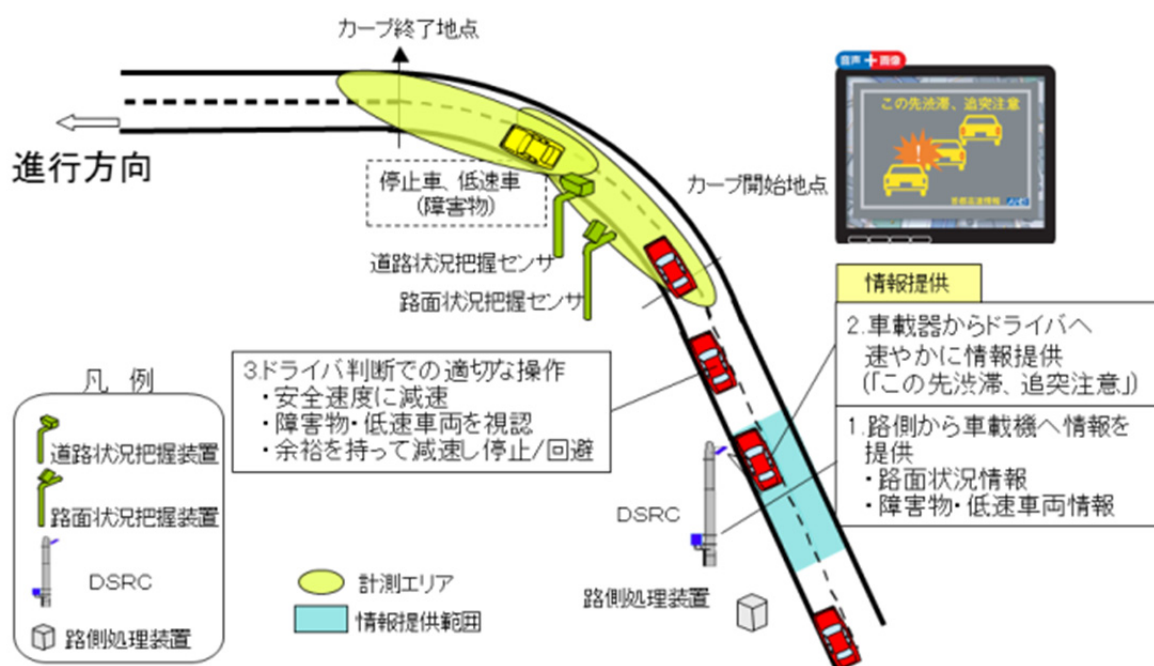 カーブ終了地点
音声+画像
この先渋滞、追突注意
!
進行方向
停止車、低速車
(障害物)
カーブ開始地点
道路状況把握センサ
路面状況把握センサ
情報提供
2.車載器からドライバへ
速やかに情報提供
(「この先渋滞、追突注意」)
1.路側から車載機へ情報を
提供
・路面状況情報
・障害物・低速車両情報
3.ドライバ判断での適切な操作
・安全速度に減速
・障害物・低速車両を視認
・余裕を持って減速し停止/回避
凡 例
道路状況把握装置
路面状況把握装置
DSRC
路側処理装置
計測エリア
情報提供範囲
DSRC
路側処理装置